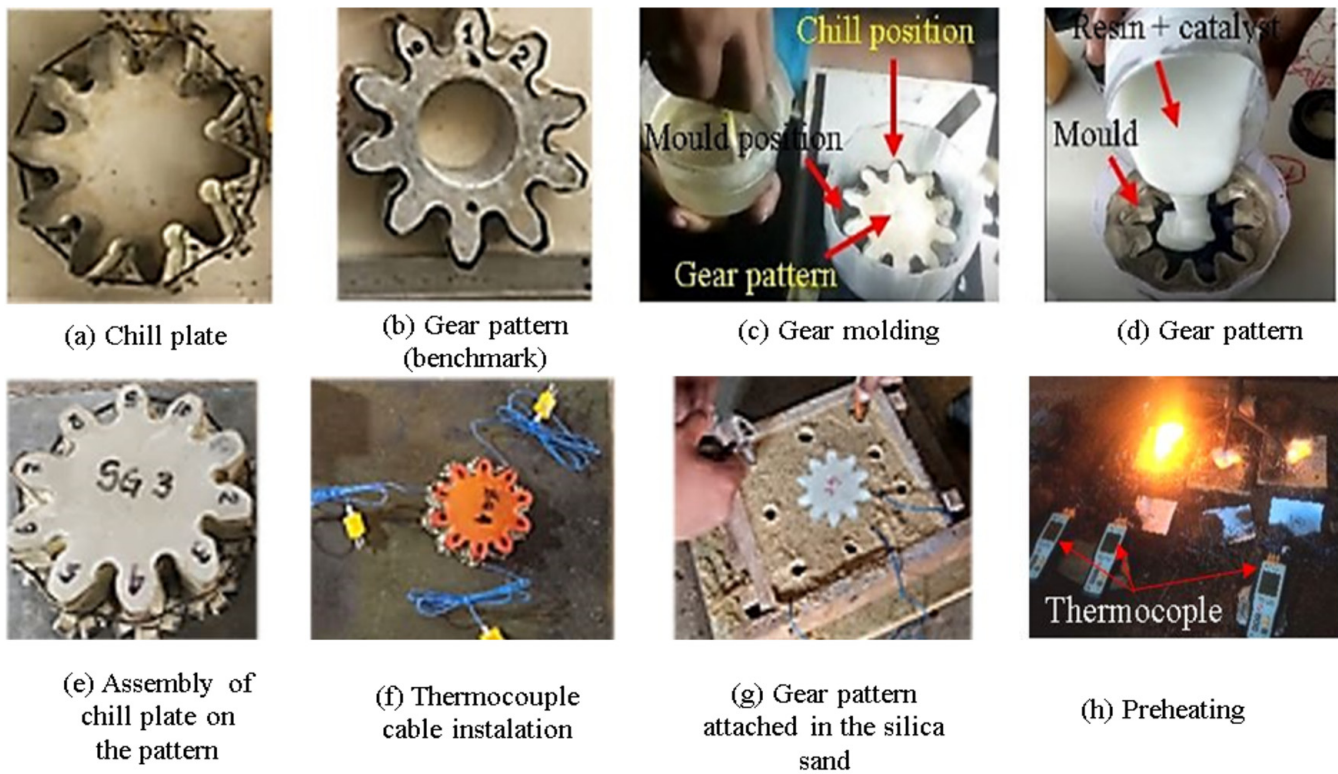 1
2
Chill position
Mould position
Gear pattern
Resin + catalyst
Mould
(a) Chill plate
(b) Gear pattern
(benchmark)
(c) Gear molding
(d) Gear pattern
SG 3
Thermocople
(e) Assembly of
chill plate on
the pattern
(f) Thermocouple
cable instalation
(g) Gear pattern
attached in the silica
sand
(h) Preheating